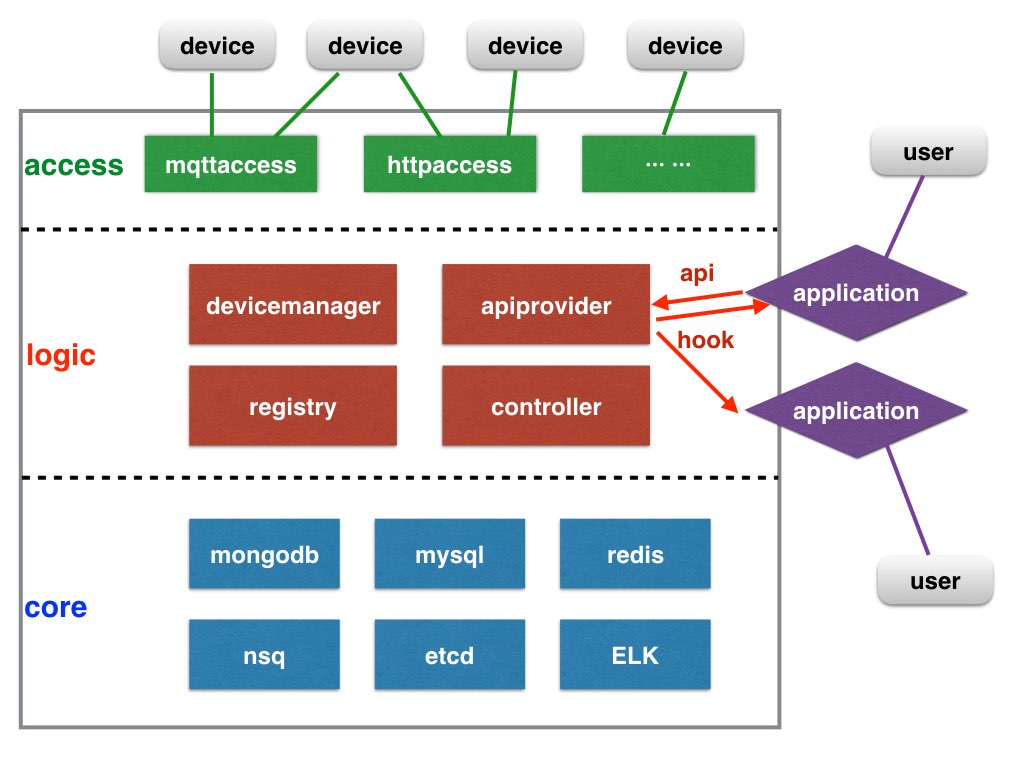 device device device device
access mqttaccess httpaccess ... ...
user
api
application
devicemanager apiprovider
hook
logic
registry controller
application
mongodb mysql redis
user
core
nsq etcd ELK